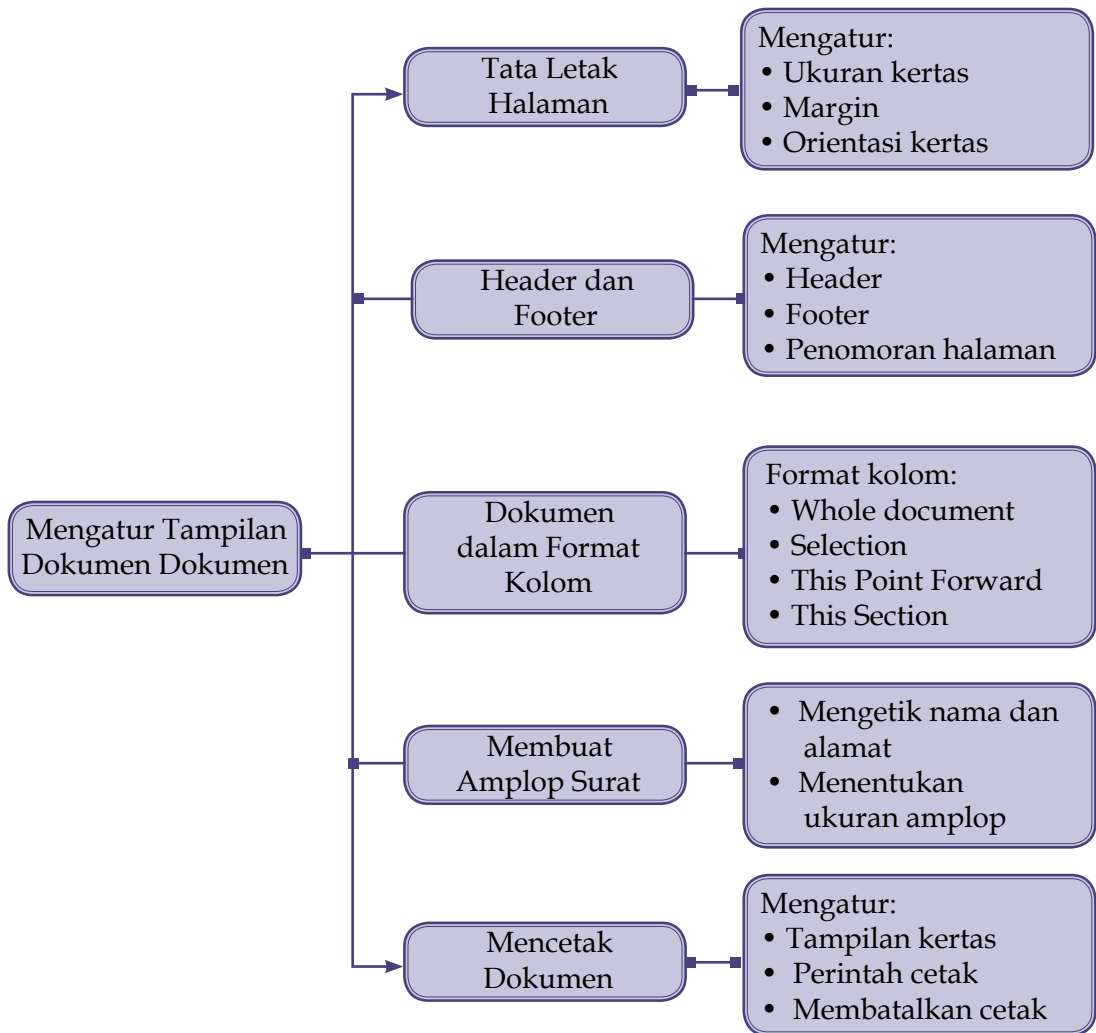 Mengatur Tampilan
Dokumen Dokumen
Tata Letak
Halaman
Mengatur:
• Ukuran kertas
• Margin
• Orientasi kertas
Header dan
Footer
Mengatur:
• Header
• Footer
• Penomoran halaman
Dokumen
dalam Format
Kolom
Format kolom:
• Whole document
• Selection
• This Point Forward
• This Section
Membuat
Amplop Surat
• Mengetik nama dan
alamat
• Menentukan
ukuran amplop
Mencetak
Dokumen
Mengatur:
• Tampilan kertas
• Perintah cetak
• Membatalkan cetak